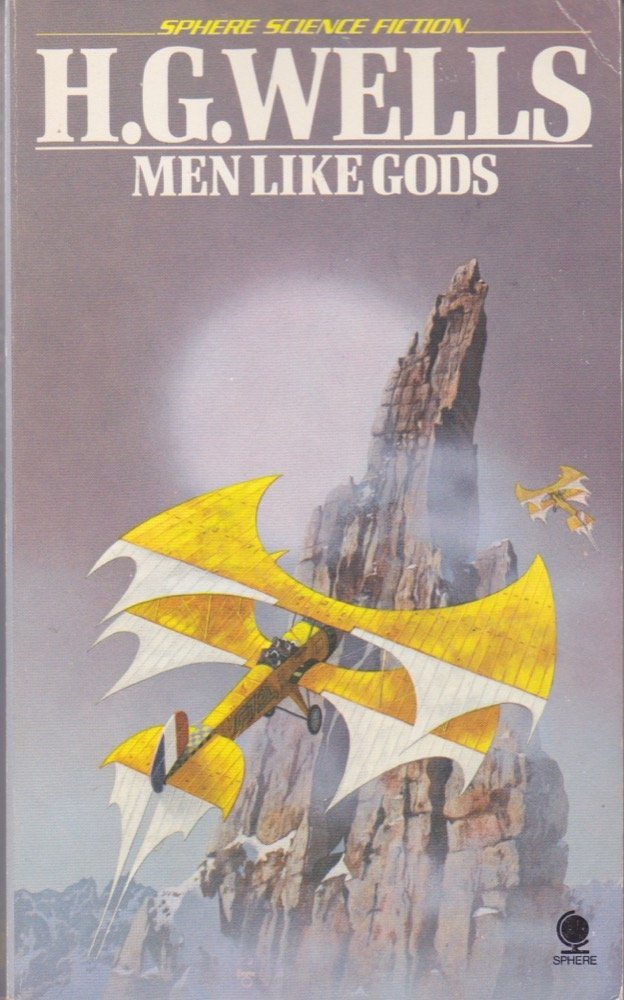 SPHERE SCIENCE FICTION
H.G.WELLS
MEN LIKE GODS
SPHERE